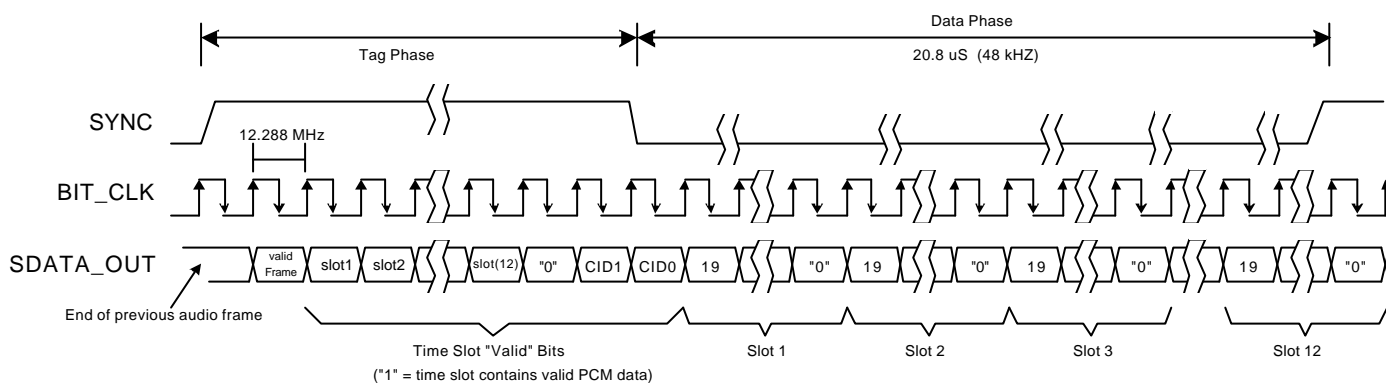 Data Phase
Tag Phase
20.8 uS (48 kHZ)
SYNC
12.288 MHz
BIT_CLK
SDATA_OUT
valid
Frame
slot1
slot2
slot(12)
"0"
CID1
CID0
19
"0"
19
"0"
19
"0"
19
"0"
End of previous audio frame
Time Slot "Valid" Bits
("1" = time slot contains valid PCM data)
Slot 1
Slot 2
Slot 3
Slot 12